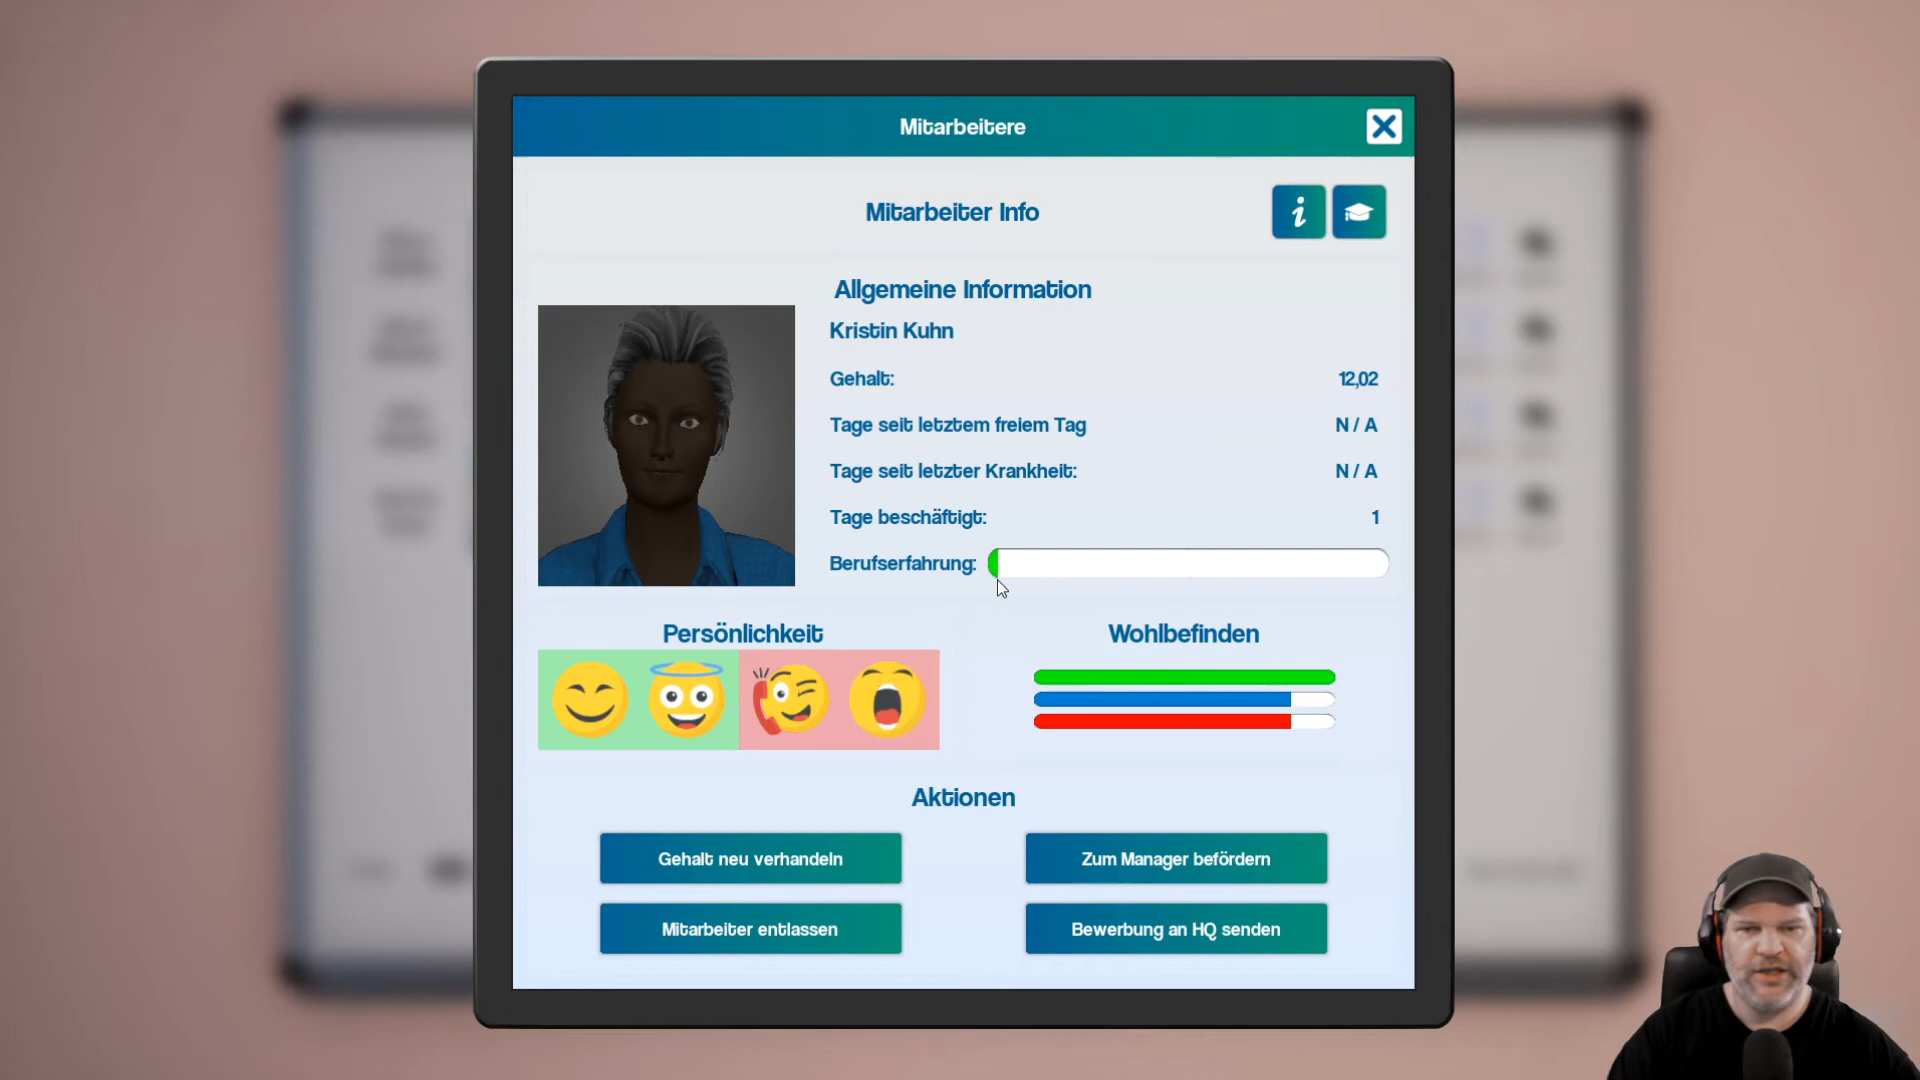 Mitarbeitere
Mitarbeiter Info
Allgemeine Information
Kristin Kuhn
Gehalt: 12,02
Tage seit letztem freiem Tag N / A
Tage seit letzter Krankheit: N / A
Tage beschäftigt: 1
Berufserfahrung:
Persönlichkeit
Wohlbefinden
Aktionen
Gehalt neu verhandeln
Zum Manager befördern
Mitarbeiter entlassen
Bewerbung an HQ senden